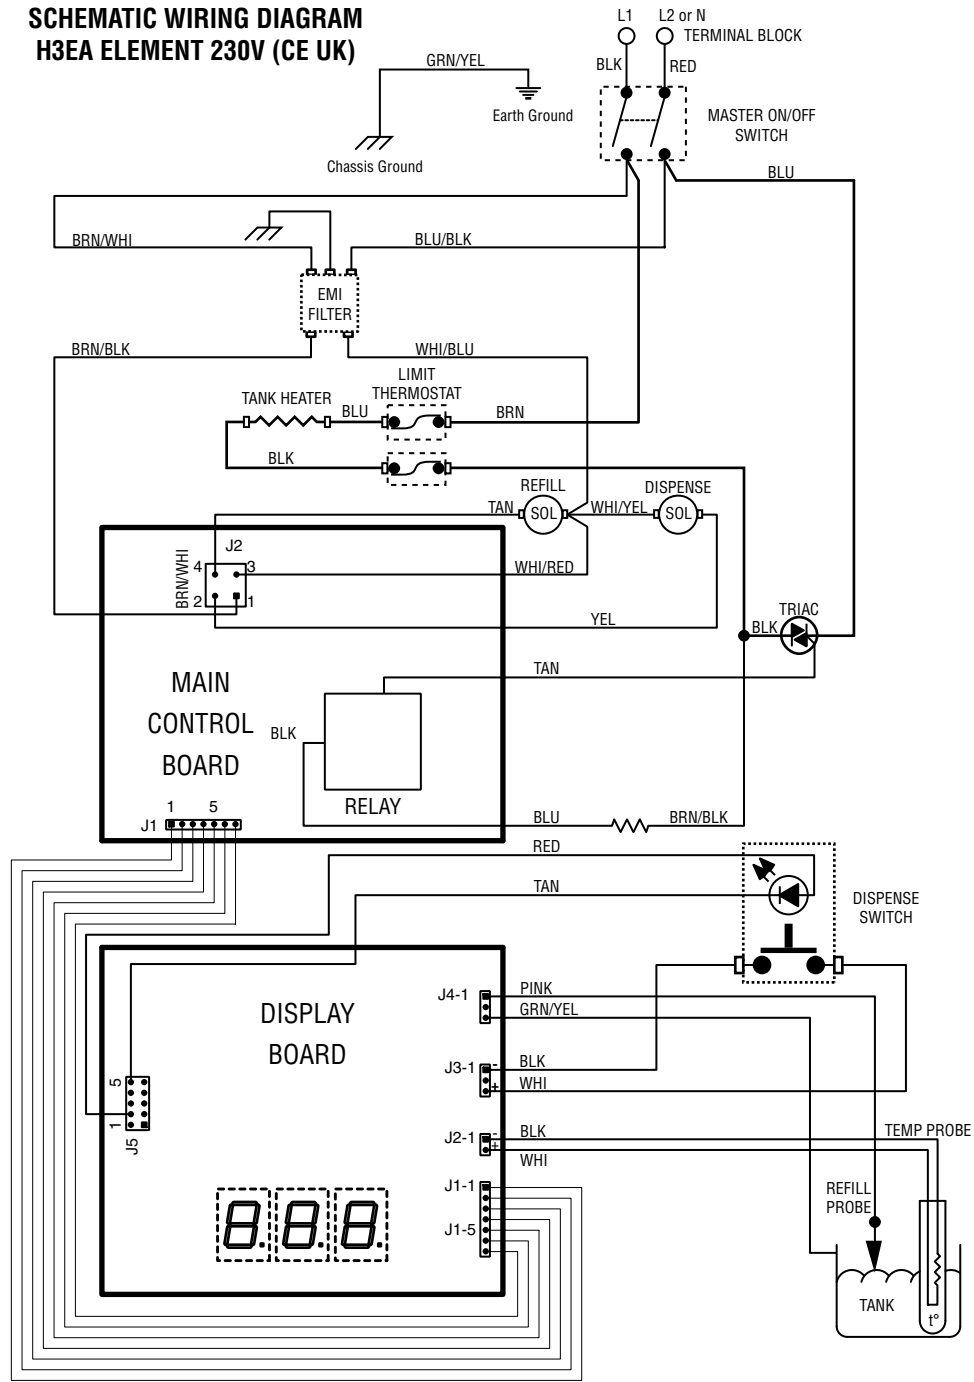 SCHEMATIC WIRING DIAGRAM
H3EA ELEMENT 230V (CE UK)
L1
L2 or N
TERMINAL BLOCK
BLK
RED
GRN/YEL
Earth Ground
Chassis Ground
MASTER ON/OFF
SWITCH
BLU
BRN/WHI
BLU/BLK
EMI
FILTER
BRN/BLK
WHI/BLU
LIMIT
THERMOSTAT
TANK HEATER
BLU
BRN
BLK
REFILL
DISPENSE
TAN
SOL
WHI/YEL
SOL
J2
BRN/WHI
4
3
2
1
WHI/RED
YEL
TRIAC
BLK
TAN
MAIN
CONTROL
BOARD
BLK
RELAY
BLU
BRN/BLK
1
5
J1
RED
TAN
DISPENSE
SWITCH
DISPLAY
BOARD
J4-1
PINK
GRN/YEL
J3-1
-
BLK
+
WHI
5
1
J5
J2-1
-
BLK
+
WHI
TEMP PROBE
J1-1
J1-5
8.8.8.
REFILL
PROBE
TANK
t°